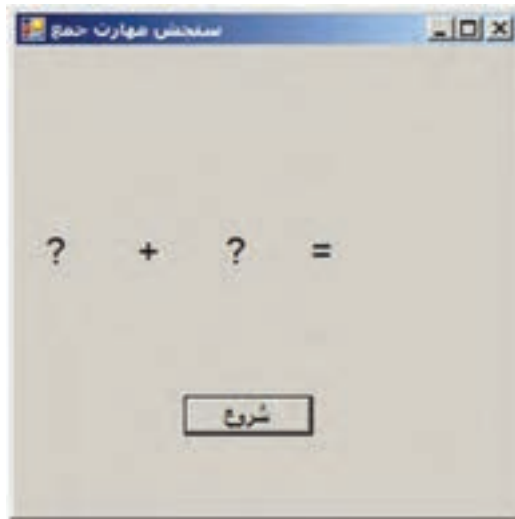 سنجش مهارت جمع
? + ? =
شروع